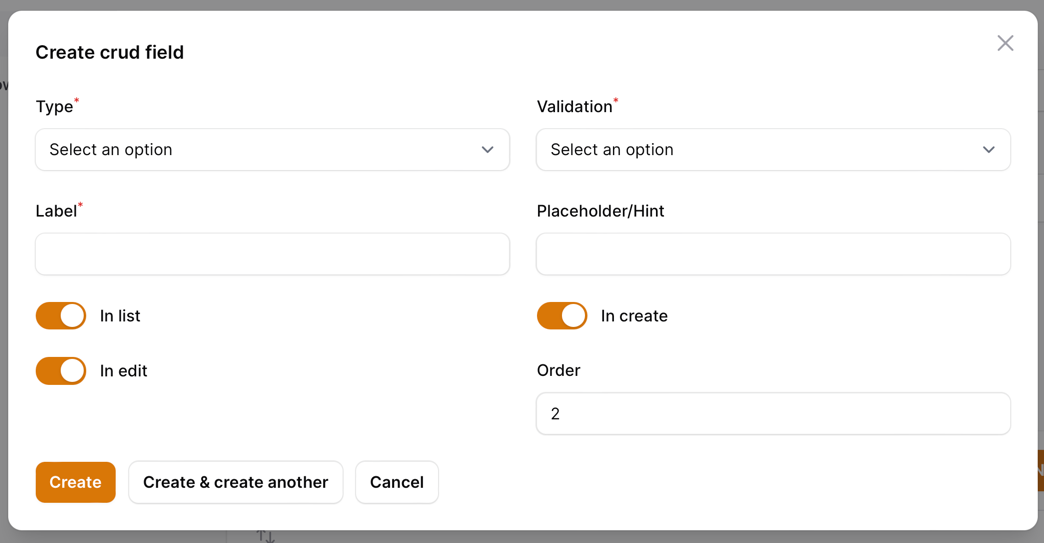 Create crud field
Type*
Validation*
Select an option
Select an option
Label*
Placeholder/Hint
In list
In create
In edit
Order
2
Create
Create & create another
Cancel